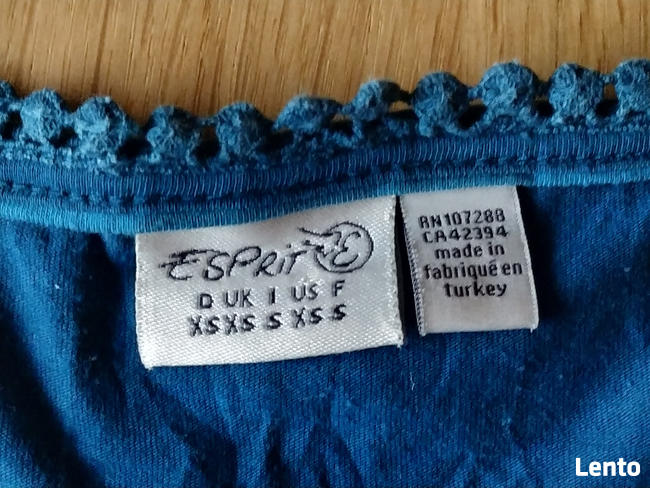 ESPRIT E
D UK I US F
XS XS S XS S
RN107288
CA42394
made in
fabriqué en
turkey
Lento